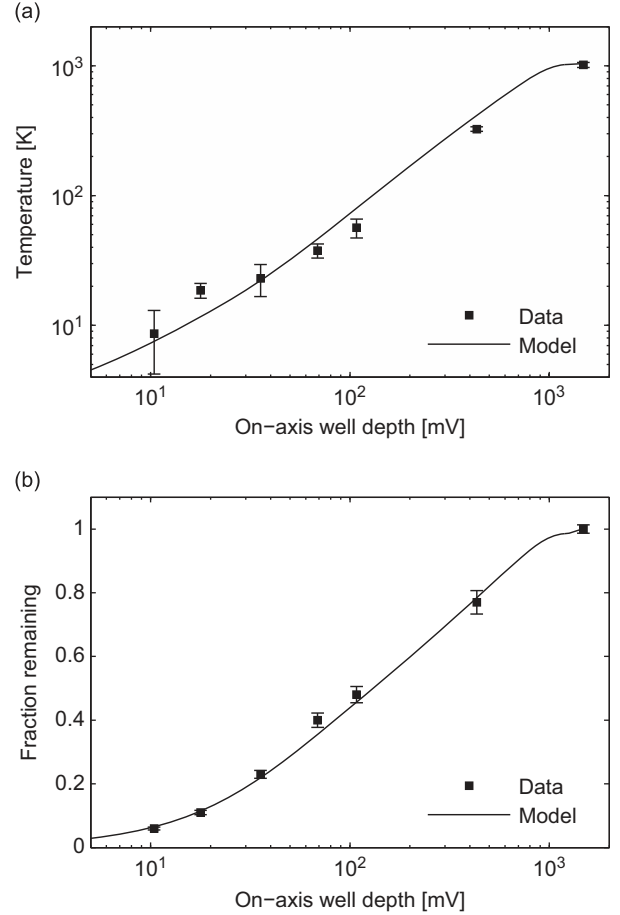 (a)
Temperature [K]
10³
10²
10¹
10¹
10²
10³
On−axis well depth [mV]
Data
Model
(b)
Fraction remaining
1
0.8
0.6
0.4
0.2
0
10¹
10²
10³
On−axis well depth [mV]
Data
Model